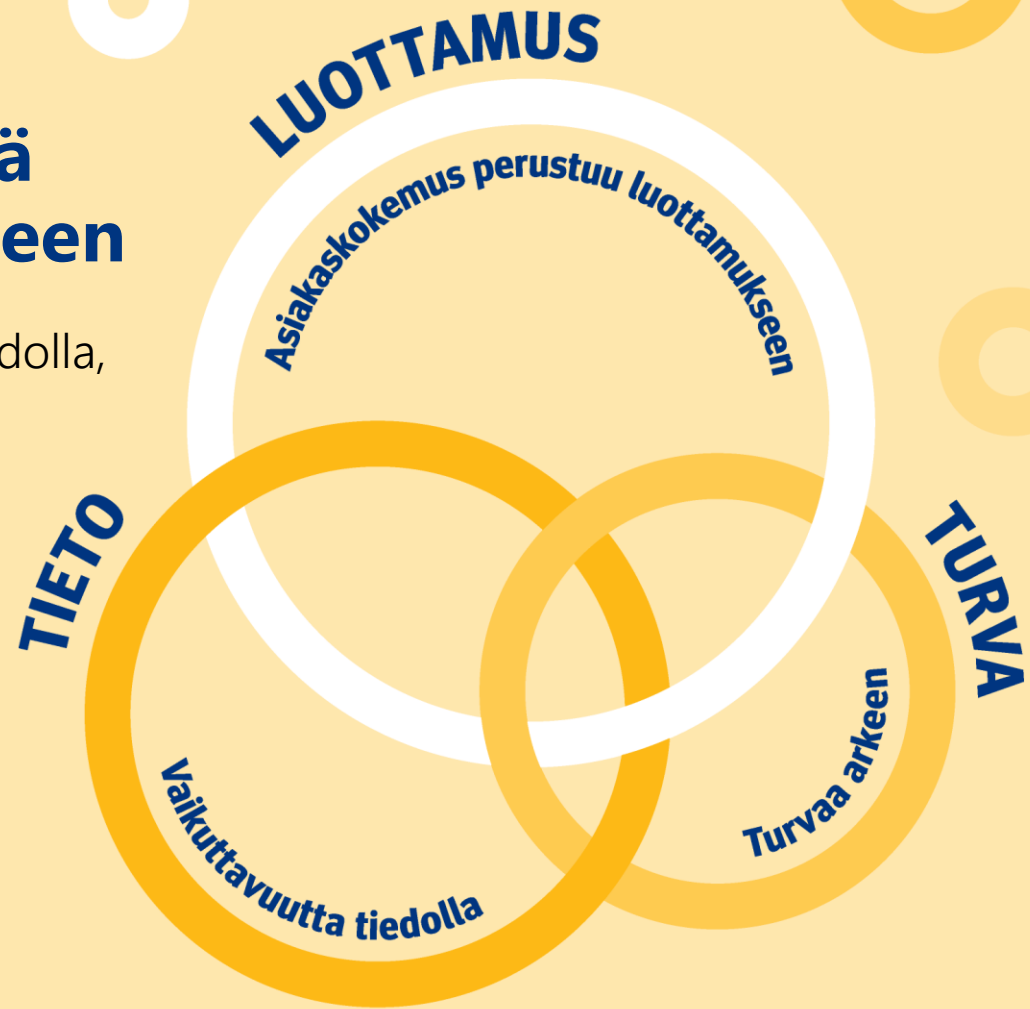 LUOTTAMUS
Asiakaskokemus perustuu luottamukseen
ä
een
dolla,
TIETO
Vaikuttavuutta tiedolla
TURVA
Turvaa arkeen